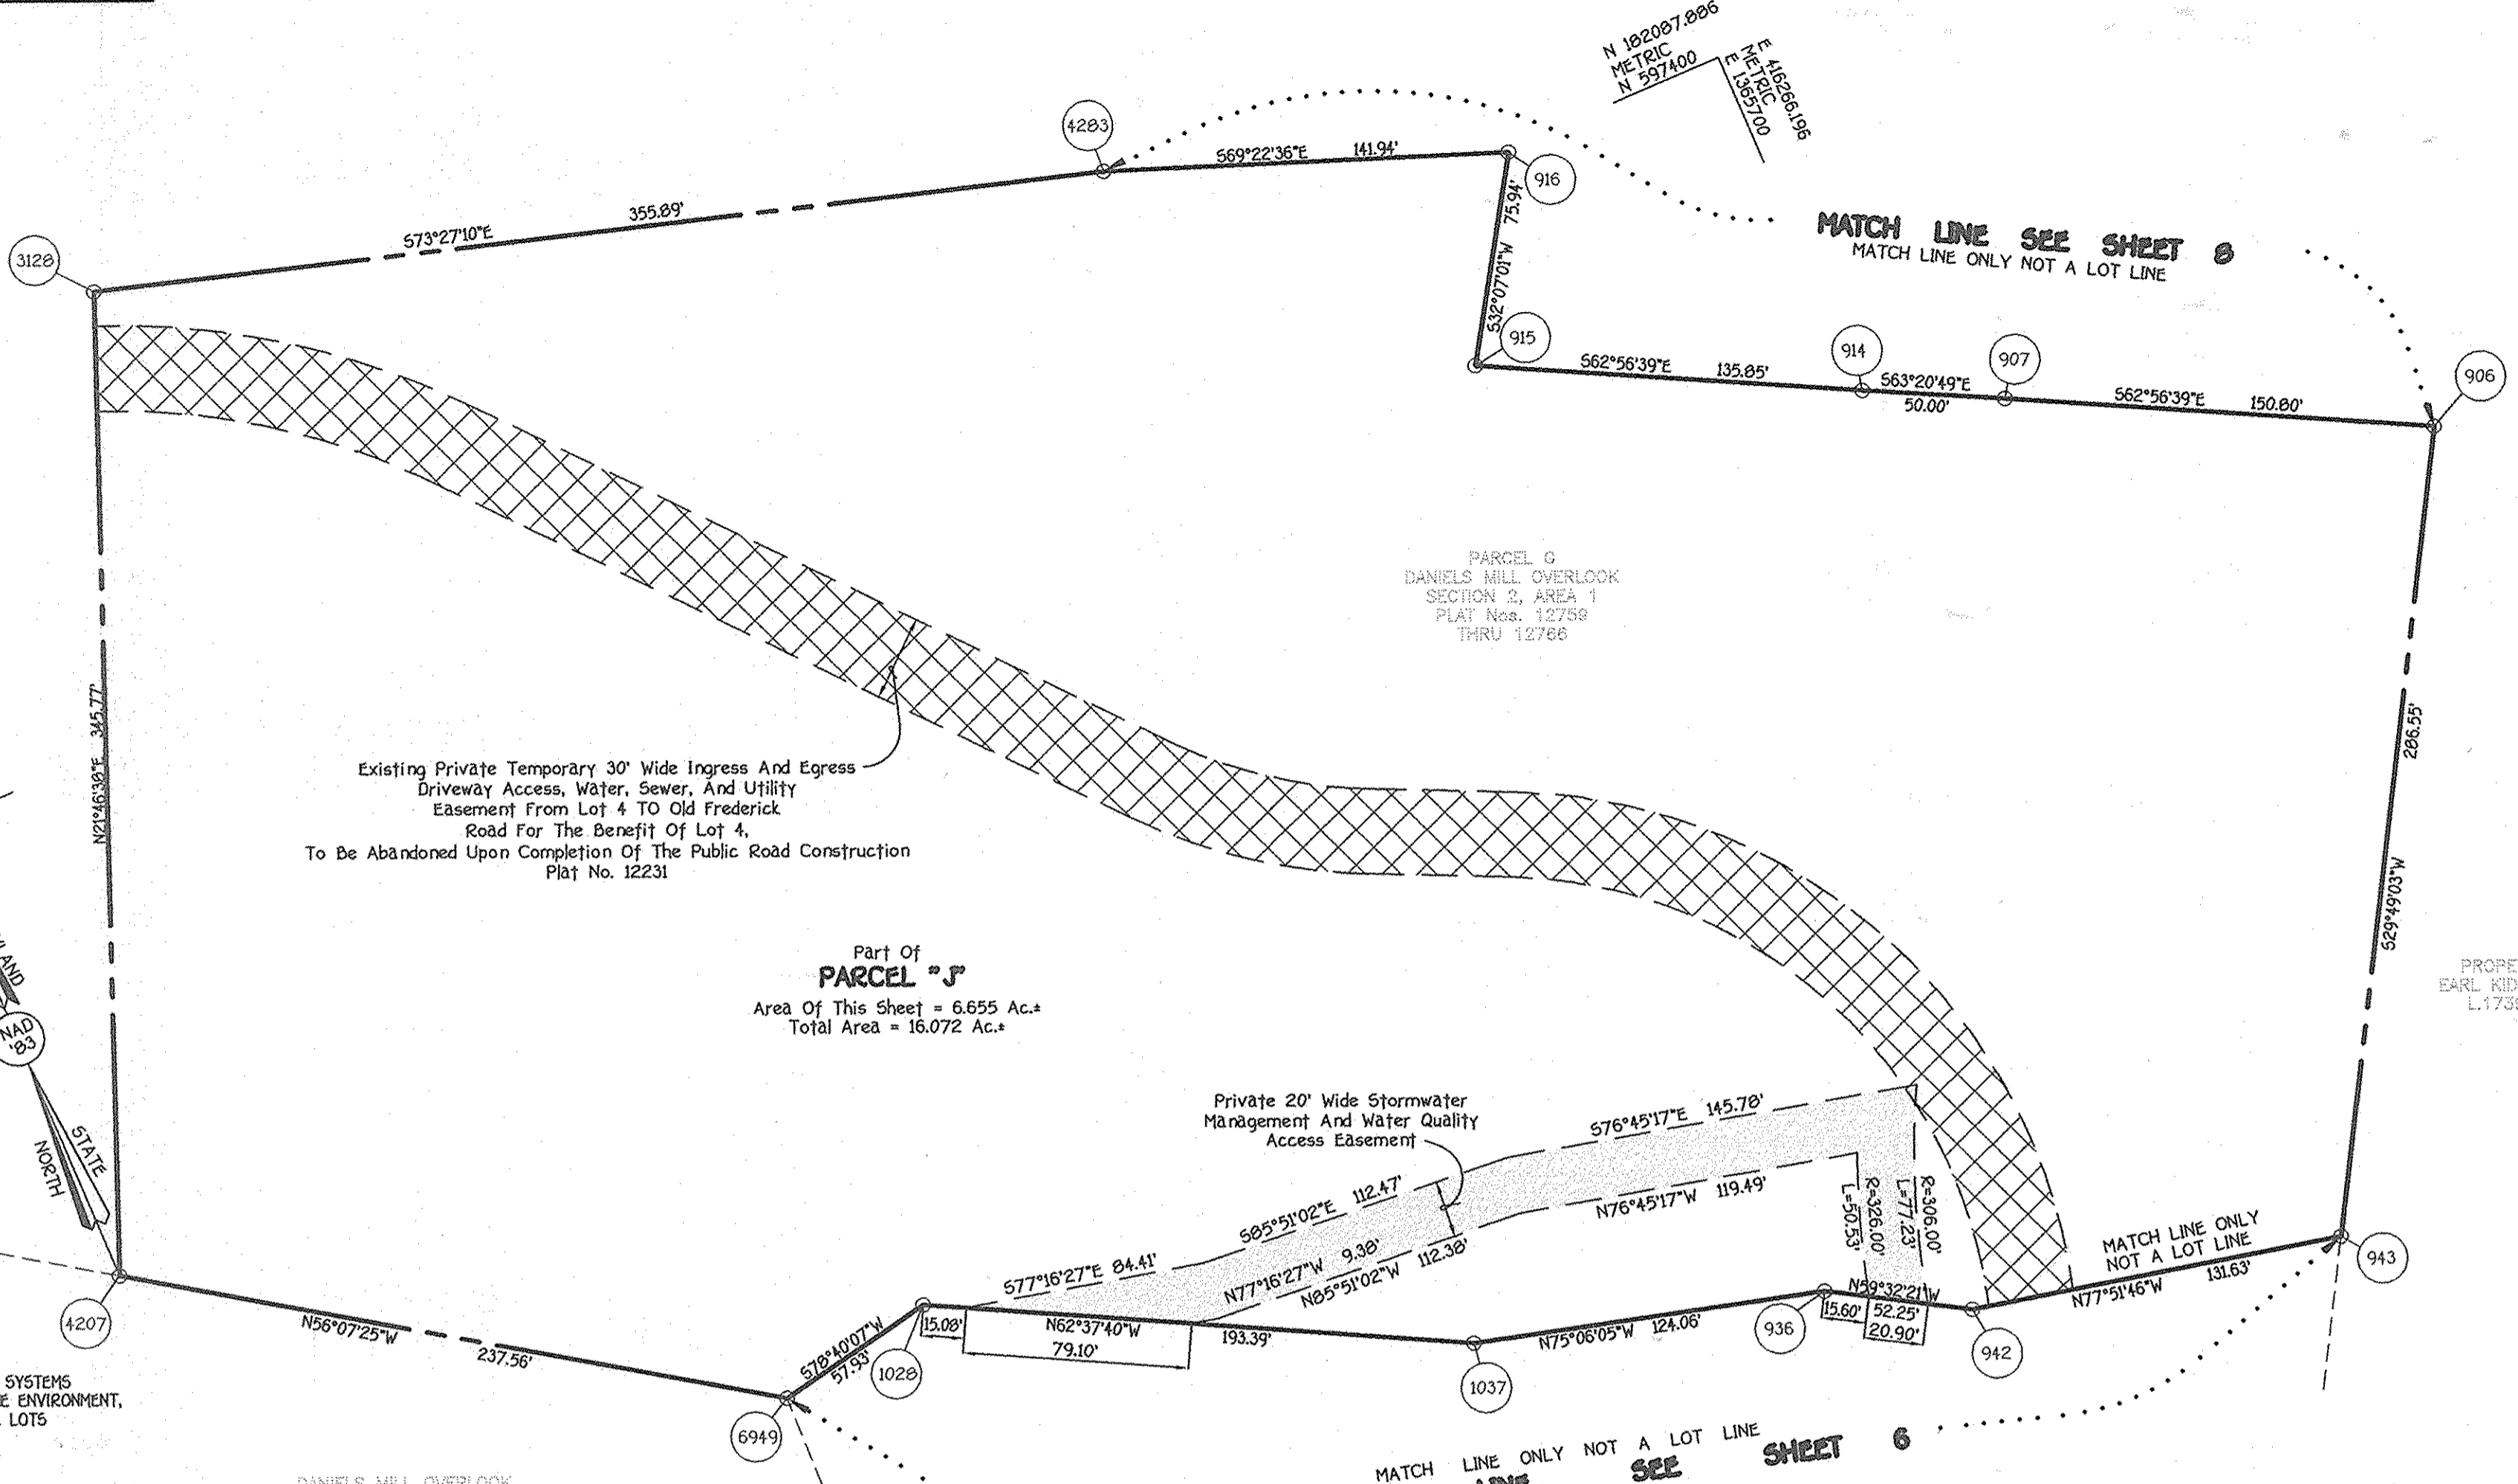 N 182087.886
METRIC
N 597400
E 416266.196
METRIC
E 1365700
4283
S69°22'36"E 141.94'
916
S73°27'10"E 355.89'
3128
75.94'
S32°07'01"W
MATCH LINE SEE SHEET 8
MATCH LINE ONLY NOT A LOT LINE
915
S62°56'39"E 135.85'
914
S63°20'49"E
50.00'
907
S62°56'39"E 150.80'
906
PARCEL G
DANIELS MILL OVERLOOK
SECTION 2, AREA 1
PLAT Nos. 12759
THRU 12766
286.55'
S29°49'03"W
N21°46'38"E 345.77'
Existing Private Temporary 30' Wide Ingress And Egress
Driveway Access, Water, Sewer, And Utility
Easement From Lot 4 TO Old Frederick
Road For The Benefit Of Lot 4,
To Be Abandoned Upon Completion Of The Public Road Construction
Plat No. 12231
Part Of
PARCEL "J"
Area Of This Sheet = 6.655 Ac.±
Total Area = 16.072 Ac.±
PROPE
EARL KID
L.173
NAD
'83
STATE
NORTH
Private 20' Wide Stormwater
Management And Water Quality
Access Easement
S76°45'17"E 145.78'
N76°45'17"W 119.49'
S85°51'02"E 112.47'
N85°51'02"W 112.38'
S77°16'27"E 84.41'
N77°16'27"W 9.38'
R=306.00'
L=77.23'
R=326.00'
L=50.53'
MATCH LINE ONLY
NOT A LOT LINE
N77°51'46"W 131.63'
943
4207
N56°07'25"W 237.56'
S78°40'07"W
57.93'
6949
1028
15.08'
N62°37'40"W 193.39'
79.10'
1037
N75°06'05"W 124.06'
936
N59°32'21"W
15.60' 52.25'
20.90'
942
SYSTEMS
E ENVIRONMENT,
LOTS
DANIELS MILL OVERLOOK
MATCH LINE ONLY NOT A LOT LINE
LINE SEE SHEET 6